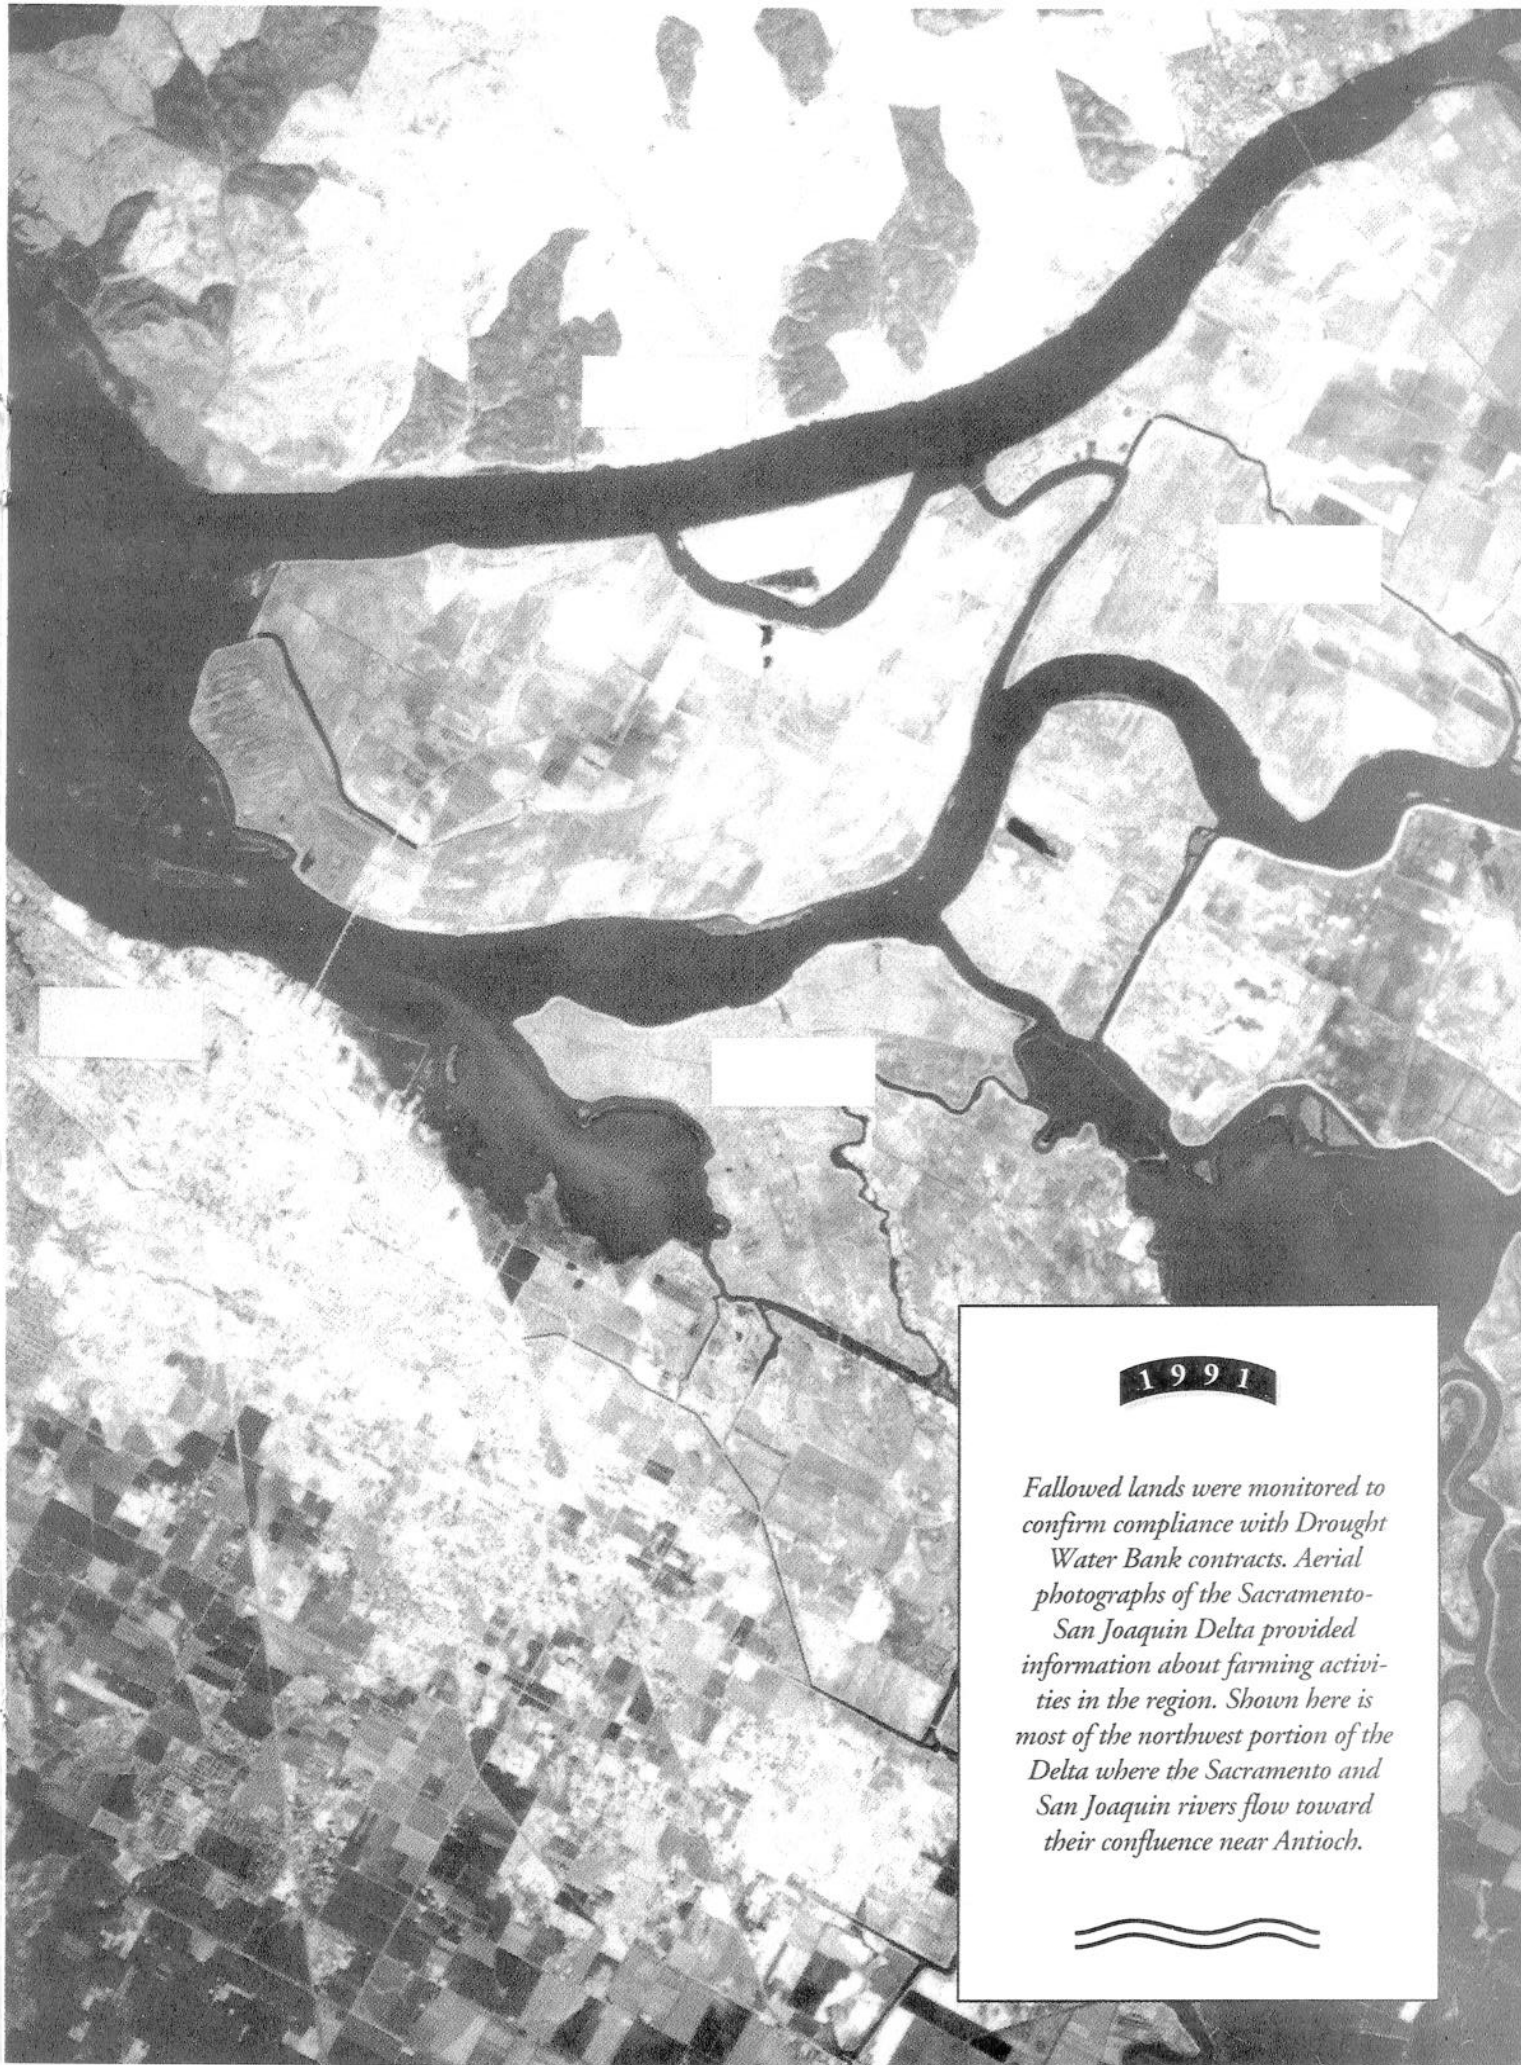 1991
Fallowed lands were monitored to
confirm compliance with Drought
Water Bank contracts. Aerial
photographs of the Sacramento-
San Joaquin Delta provided
information about farming activi-
ties in the region. Shown here is
most of the northwest portion of the
Delta where the Sacramento and
San Joaquin rivers flow toward
their confluence near Antioch.